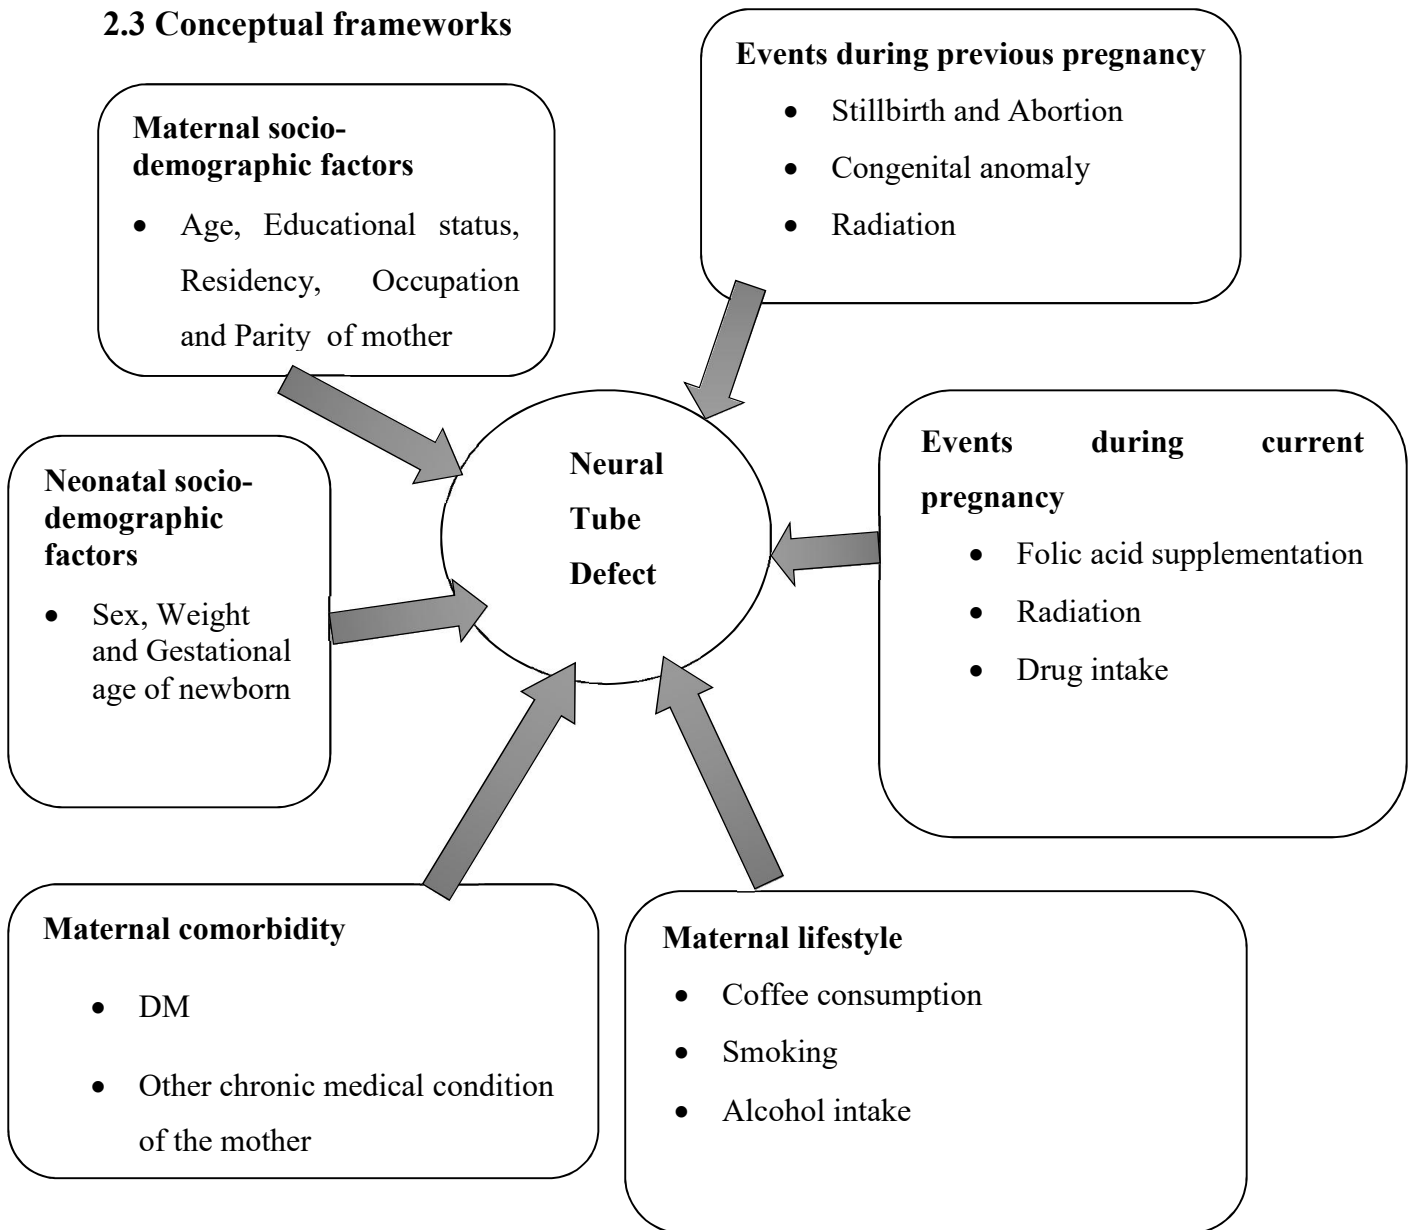 2.3 Conceptual frameworks
Events during previous pregnancy
• Stillbirth and Abortion
• Congenital anomaly
• Radiation
Maternal socio-
demographic factors
• Age, Educational status,
Residency, Occupation
and Parity of mother
Neural
Tube
Defect
Events during current
pregnancy
• Folic acid supplementation
• Radiation
• Drug intake
Neonatal socio-
demographic
factors
• Sex, Weight
and Gestational
age of newborn
Maternal comorbidity
• DM
• Other chronic medical condition
of the mother
Maternal lifestyle
• Coffee consumption
• Smoking
• Alcohol intake